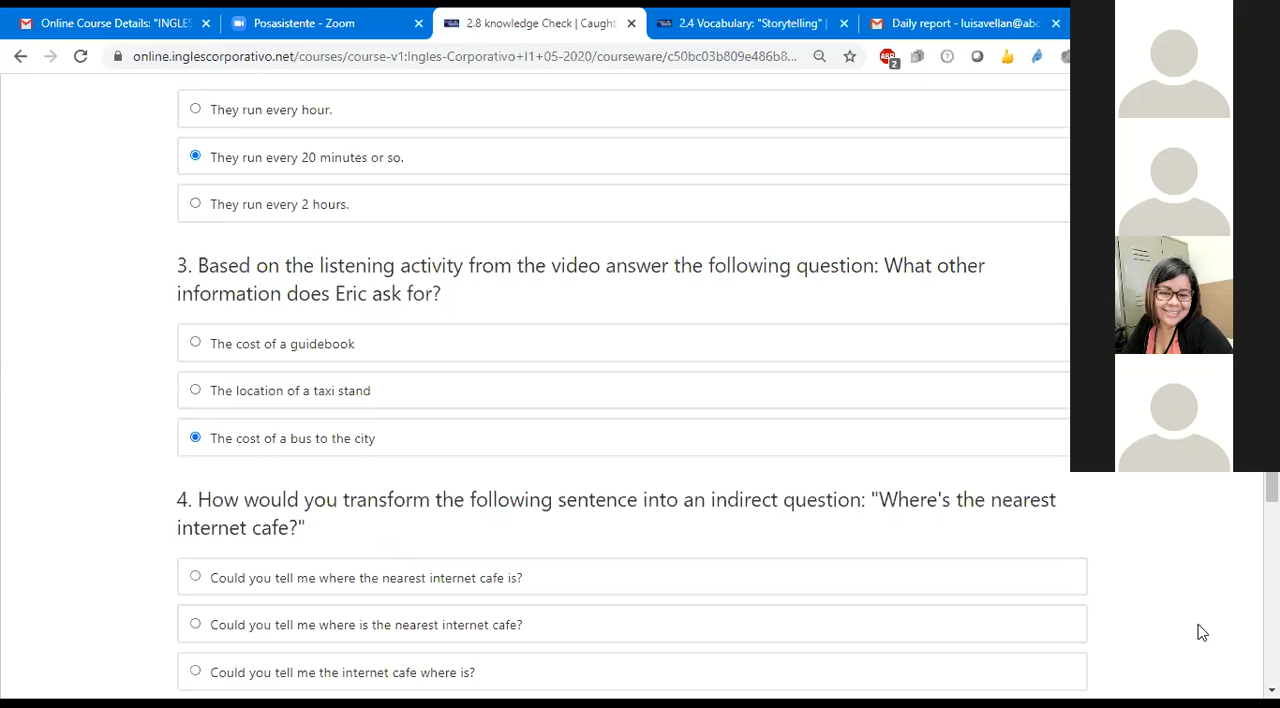 Online Course Details: "INGLES
Posasistente - Zoom
2.8 knowledge Check | Caught
2.4 Vocabulary: "Storytelling" |
Daily report - luisavellan@abc
online.inglescorporativo.net/courses/course-v1:Ingles-Corporativo+I1+05-2020/courseware/c50bc03b809e486b8...
2
They run every hour.
They run every 20 minutes or so.
They run every 2 hours.
3. Based on the listening activity from the video answer the following question: What other
information does Eric ask for?
The cost of a guidebook
The location of a taxi stand
The cost of a bus to the city
4. How would you transform the following sentence into an indirect question: "Where's the nearest
internet cafe?"
Could you tell me where the nearest internet cafe is?
Could you tell me where is the nearest internet cafe?
Could you tell me the internet cafe where is?